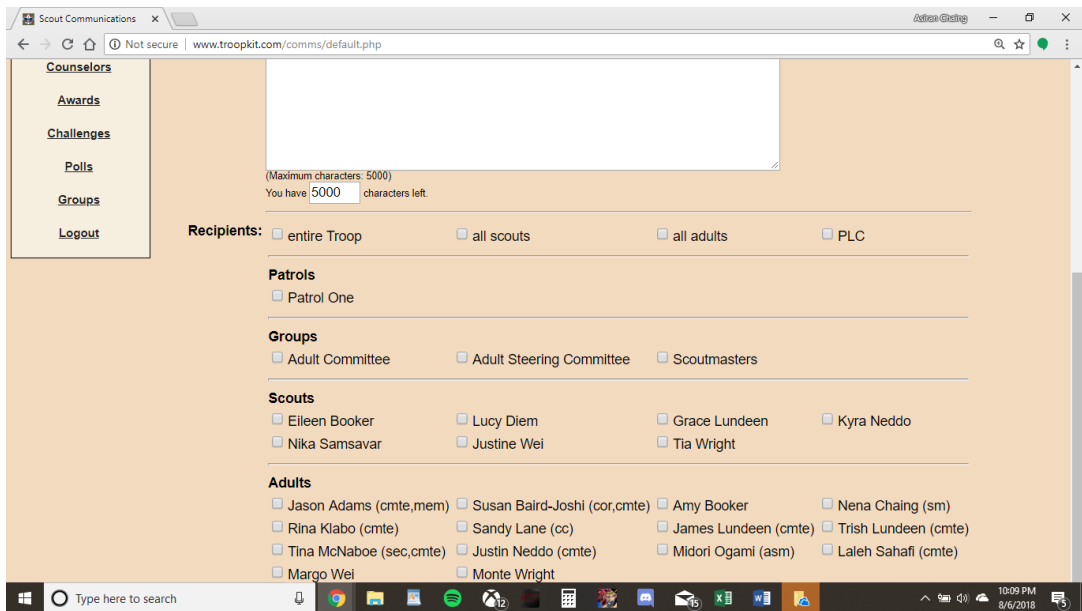 Scout Communications
Asiran Chaing
Not secure | www.troopkit.com/comms/default.php
Counselors
Awards
Challenges
Polls
Groups
Logout
(Maximum characters: 5000)
You have 5000 characters left.
Recipients: entire Troop all scouts all adults PLC
Patrols
Patrol One
Groups
Adult Committee Adult Steering Committee Scoutmasters
Scouts
Eileen Booker Lucy Diem Grace Lundeen Kyra Neddo
Nika Samsavar Justine Wei Tia Wright
Adults
Jason Adams (cmte,mem) Susan Baird-Joshi (cor,cmte) Amy Booker Nena Chaing (sm)
Rina Klabo (cmte) Sandy Lane (cc) James Lundeen (cmte) Trish Lundeen (cmte)
Tina McNaboe (sec,cmte) Justin Neddo (cmte) Midori Ogami (asm) Laleh Sahafi (cmte)
Margo Wei Monte Wright
Type here to search
12
15
10:09 PM
8/6/2018
5